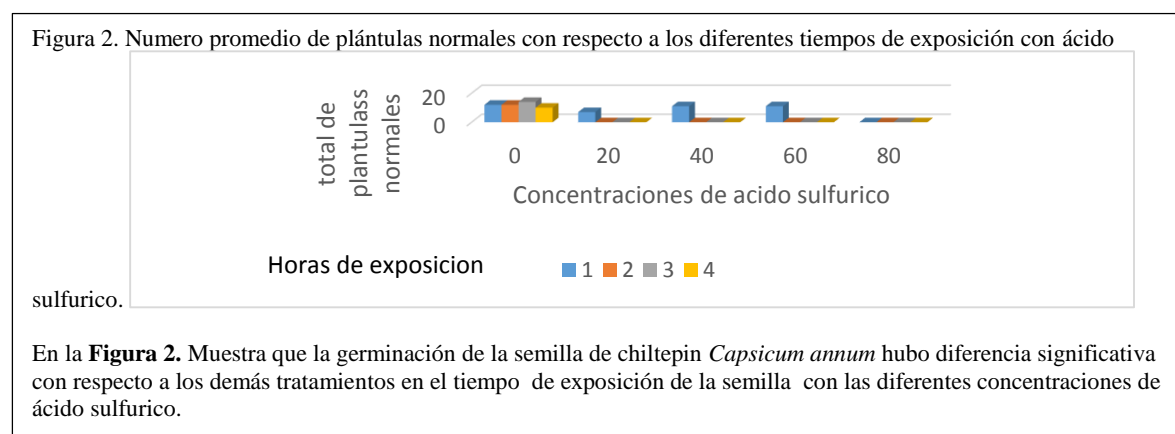 Figura 2. Numero promedio de plántulas normales con respecto a los diferentes tiempos de exposición con ácido
total de
plantulass
normales
20
0
0 20 40 60 80
Concentraciones de acido sulfurico
Horas de exposicion 1 2 3 4
sulfurico.
En la Figura 2. Muestra que la germinación de la semilla de chiltepin Capsicum annum hubo diferencia significativa
con respecto a los demás tratamientos en el tiempo de exposición de la semilla con las diferentes concentraciones de
ácido sulfurico.